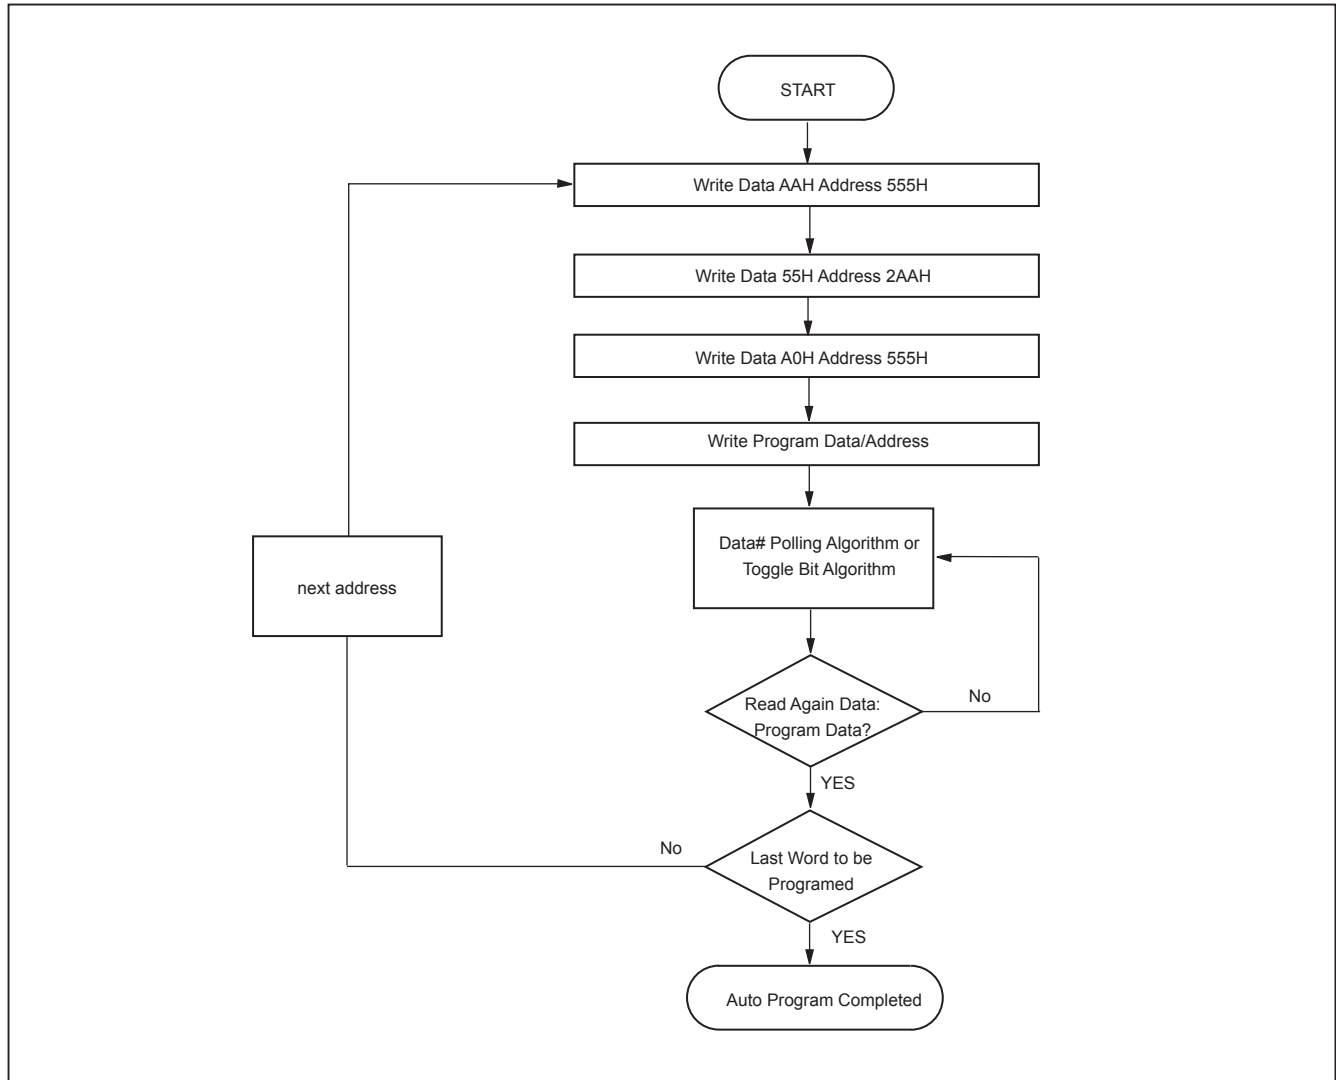 START
Write Data AAH Address 555H
Write Data 55H Address 2AAH
Write Data A0H Address 555H
Write Program Data/Address
Data# Polling Algorithm or
Toggle Bit Algorithm
next address
Read Again Data:
Program Data?
No
YES
No
Last Word to be
Programed
YES
Auto Program Completed